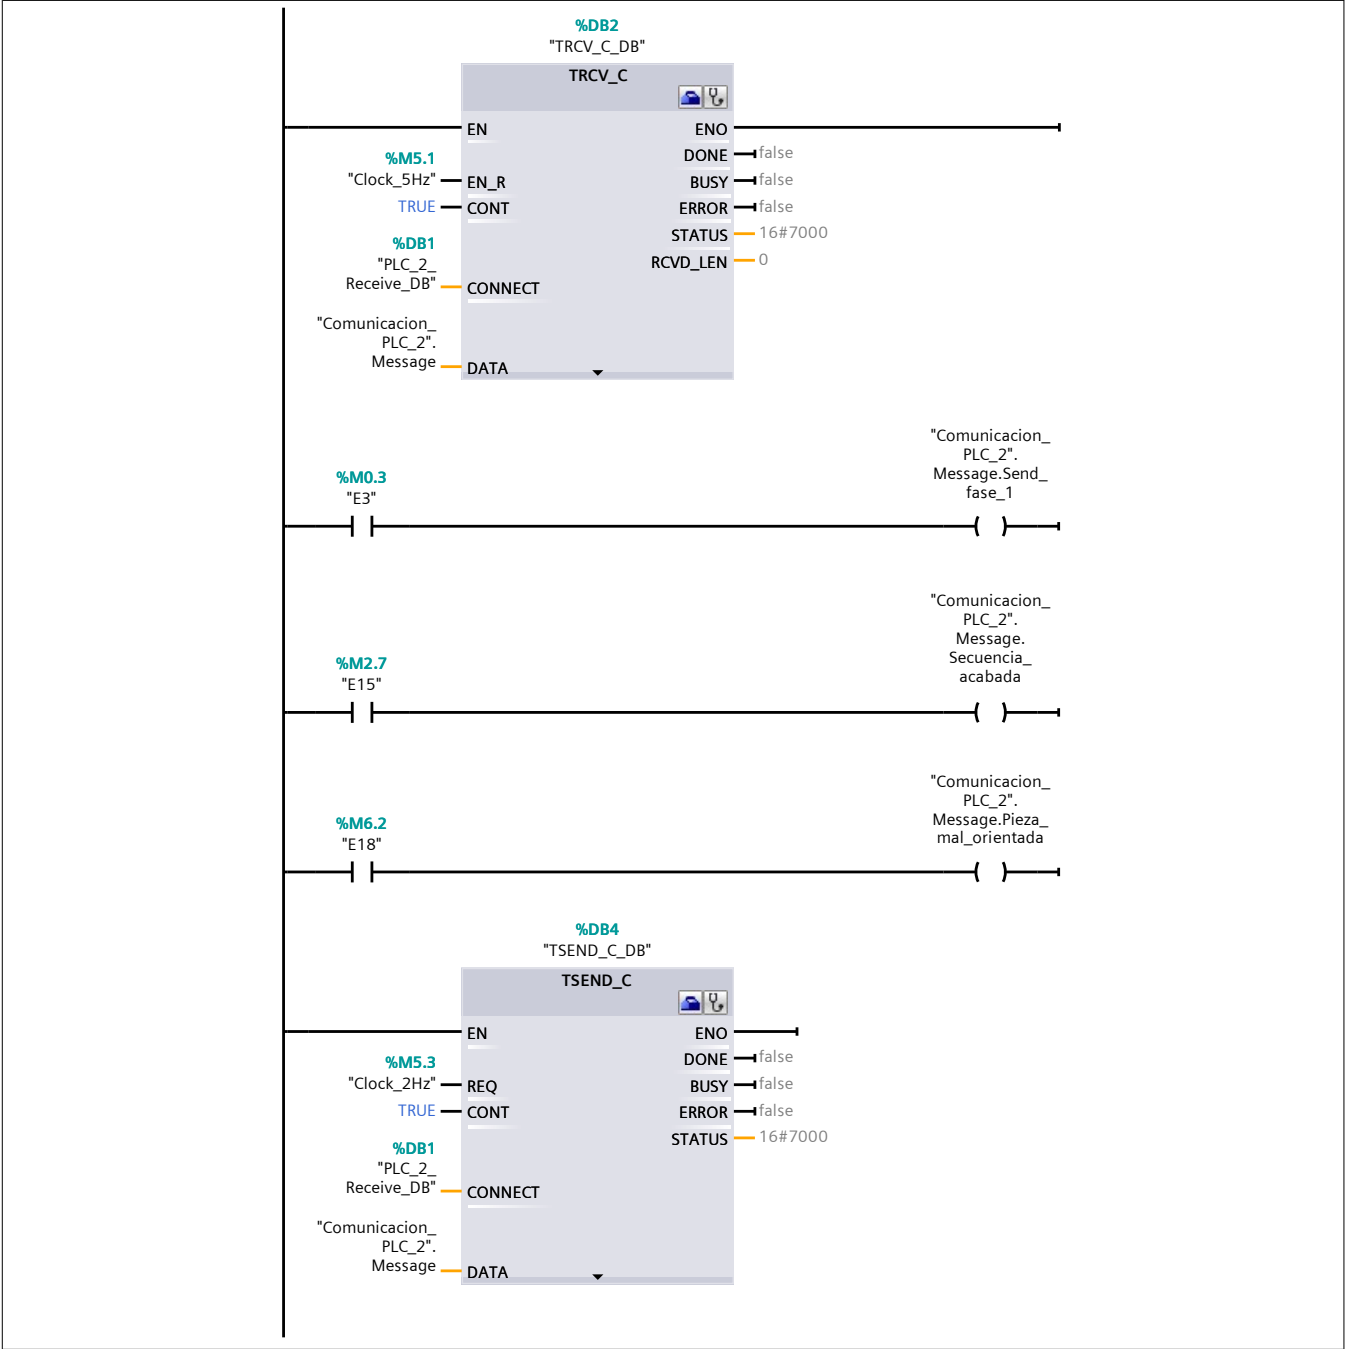 %DB2
"TRCV_C_DB"
TRCV_C
EN
ENO
DONE
false
%M5.1
"Clock_5Hz"
EN_R
BUSY
false
TRUE
CONT
ERROR
false
STATUS
16#7000
%DB1
"PLC_2_
Receive_DB"
CONNECT
RCVD_LEN
0
"Comunicacion_
PLC_2".
Message
DATA
"Comunicacion_
PLC_2".
Message.Send_
fase_1
%M0.3
"E3"
"Comunicacion_
PLC_2".
Message.
Secuencia_
acabada
%M2.7
"E15"
"Comunicacion_
PLC_2".
Message.Pieza_
mal_orientada
%M6.2
"E18"
%DB4
"TSEND_C_DB"
TSEND_C
EN
ENO
DONE
false
%M5.3
"Clock_2Hz"
REQ
BUSY
false
TRUE
CONT
ERROR
false
STATUS
16#7000
%DB1
"PLC_2_
Receive_DB"
CONNECT
"Comunicacion_
PLC_2".
Message
DATA